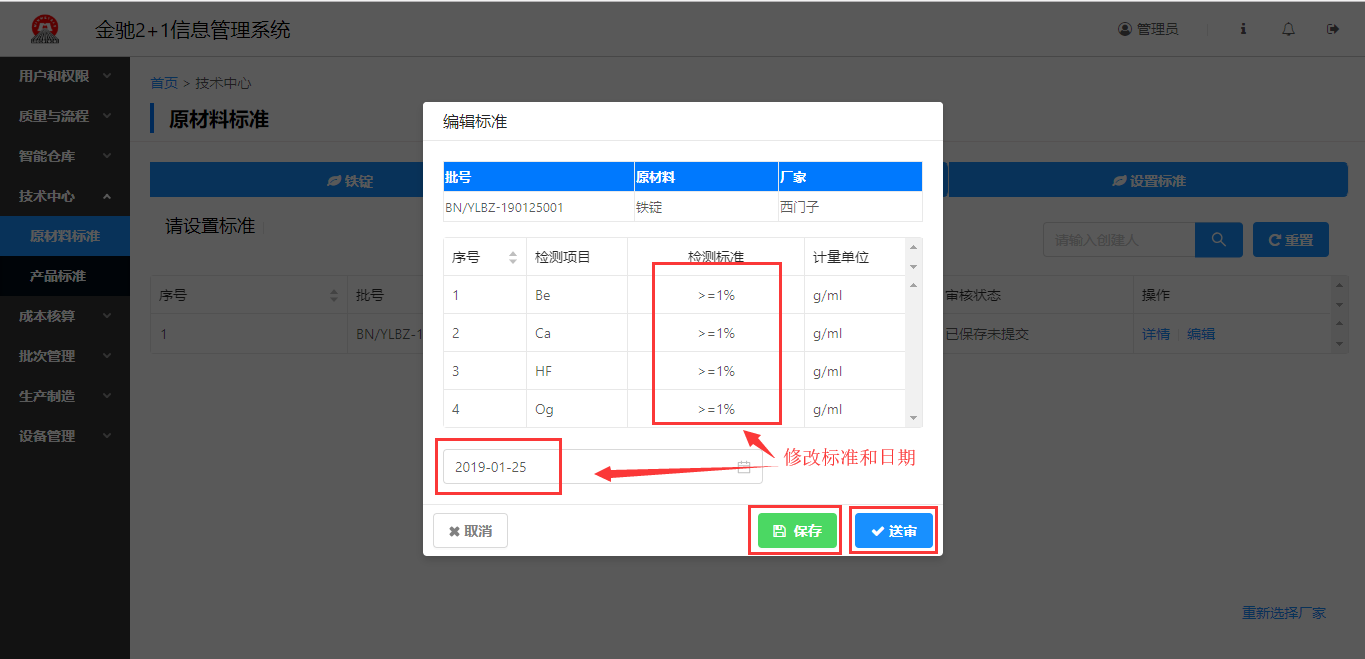 金驰2+1信息管理系统
管理员
用户和权限
质量与流程
智能仓库
技术中心
原材料标准
产品标准
成本核算
批次管理
生产制造
设备管理
首页 > 技术中心
原材料标准
铁锭
设置标准
请设置标准
请输入创建人
重置
序号 批号 审核状态 操作
1 BN/YLBZ-1 已保存未提交 详情 编辑
重新选择厂家
编辑标准
批号 原材料 厂家
BN/YLBZ-190125001 铁锭 西门子
序号 检测项目 检测标准 计量单位
1 Be >=1% g/ml
2 Ca >=1% g/ml
3 HF >=1% g/ml
4 Og >=1% g/ml
修改标准和日期
2019-01-25
取消 保存 送审